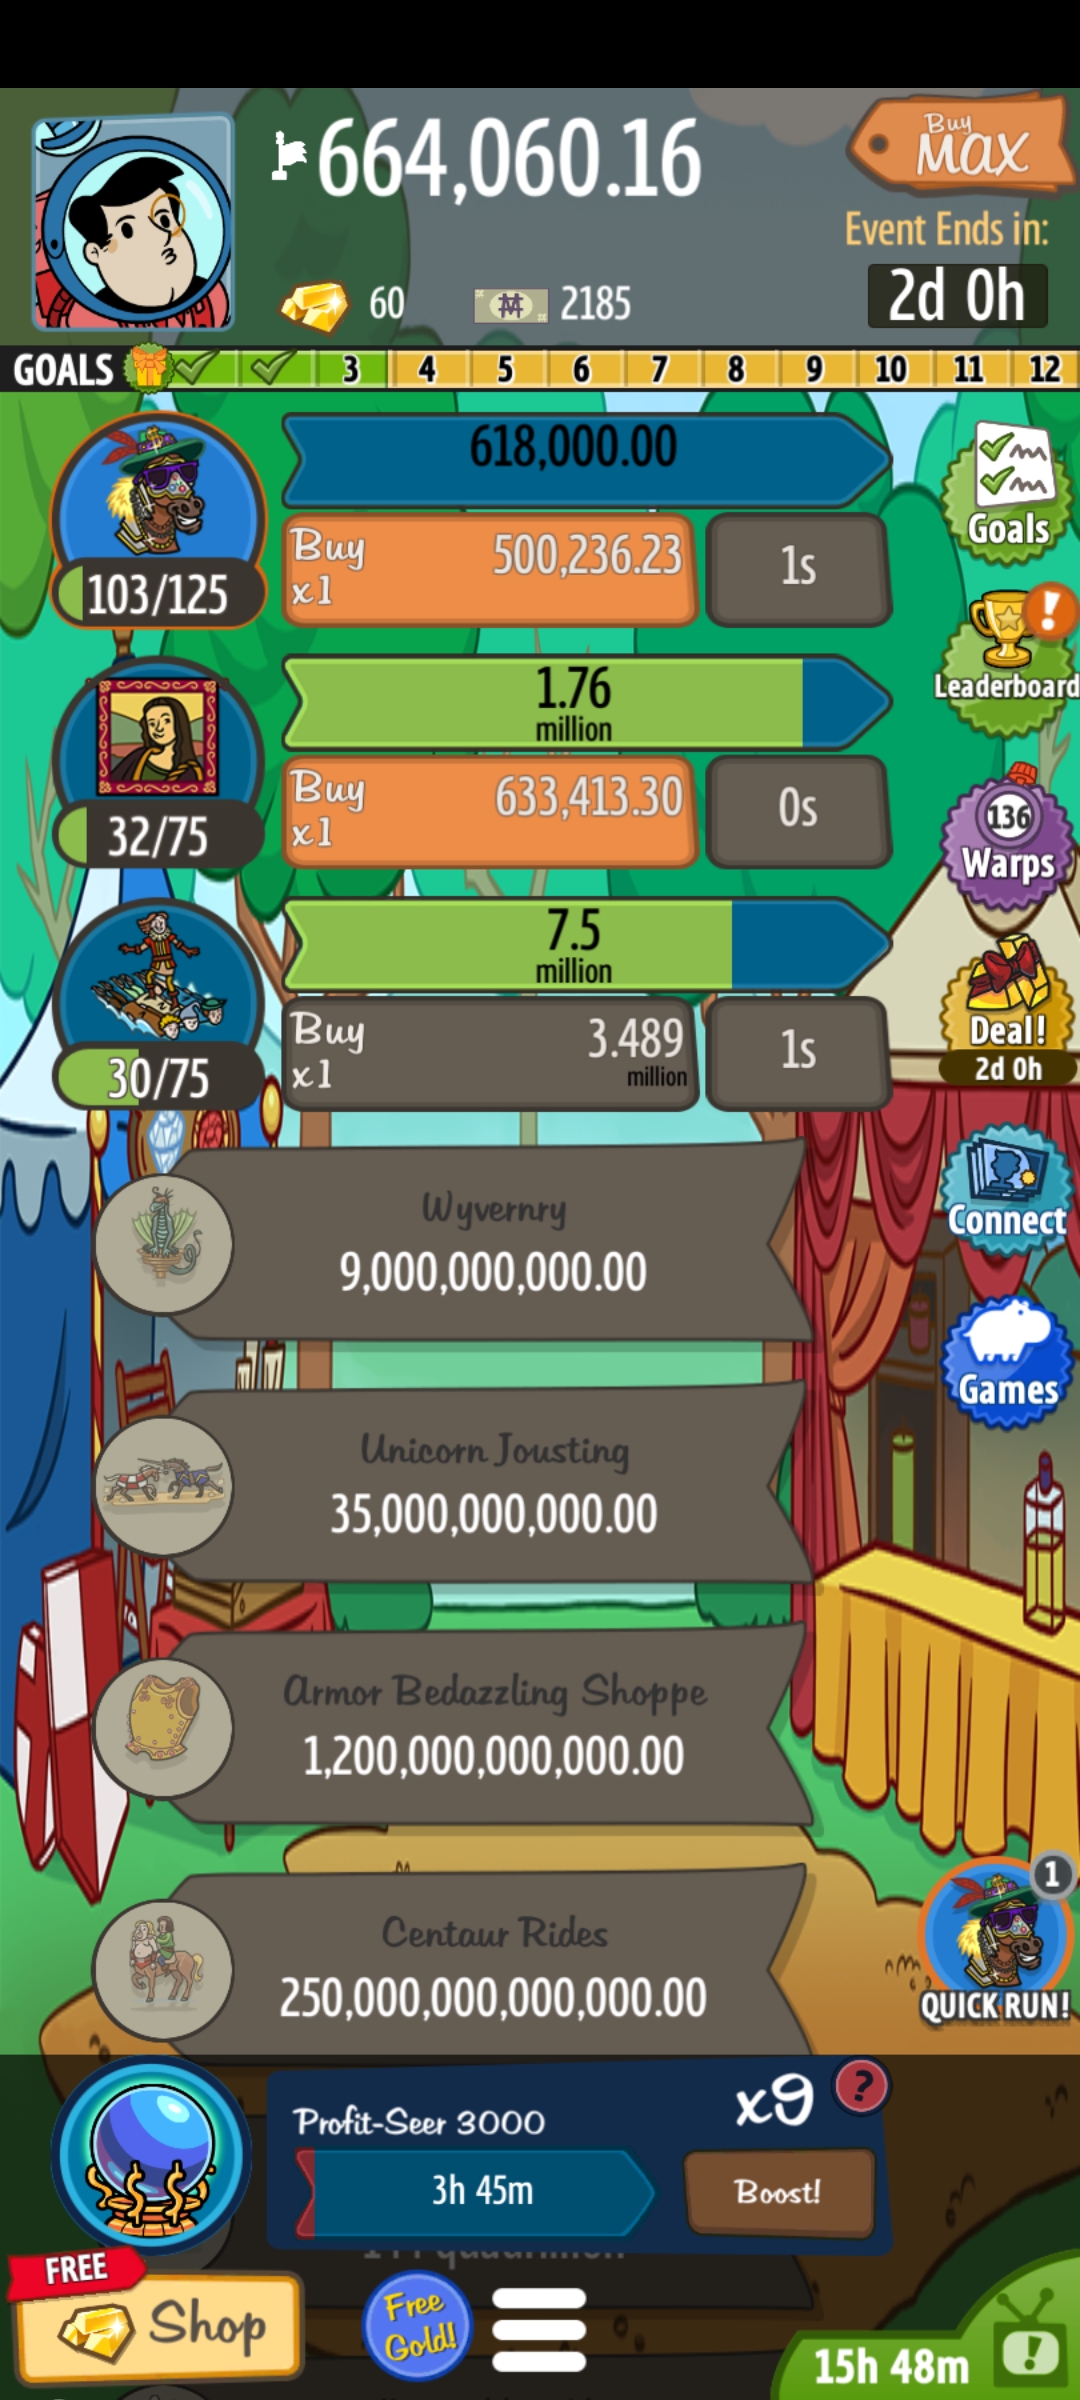 664,060.16
Buy
MAX
Event Ends in:
2d 0h
60
2185
GOALS
3 4 5 6 7 8 9 10 11 12
618,000.00
103/125
Buy
x1
500,236.23
1s
Goals
1.76
million
32/75
Buy
x1
633,413.30
0s
!
Leaderboard
7.5
million
30/75
Buy
x1
3.489
million
1s
136
Warps
Deal!
2d 0h
Wyvernry
9,000,000,000.00
Connect
Unicorn Jousting
35,000,000,000.00
Games
Armor Bedazzling Shoppe
1,200,000,000,000.00
Centaur Rides
250,000,000,000,000.00
1
QUICK RUN!
Profit-Seer 3000
x9
?
3h 45m
Boost!
FREE
Shop
Free
Gold!
15h 48m
!